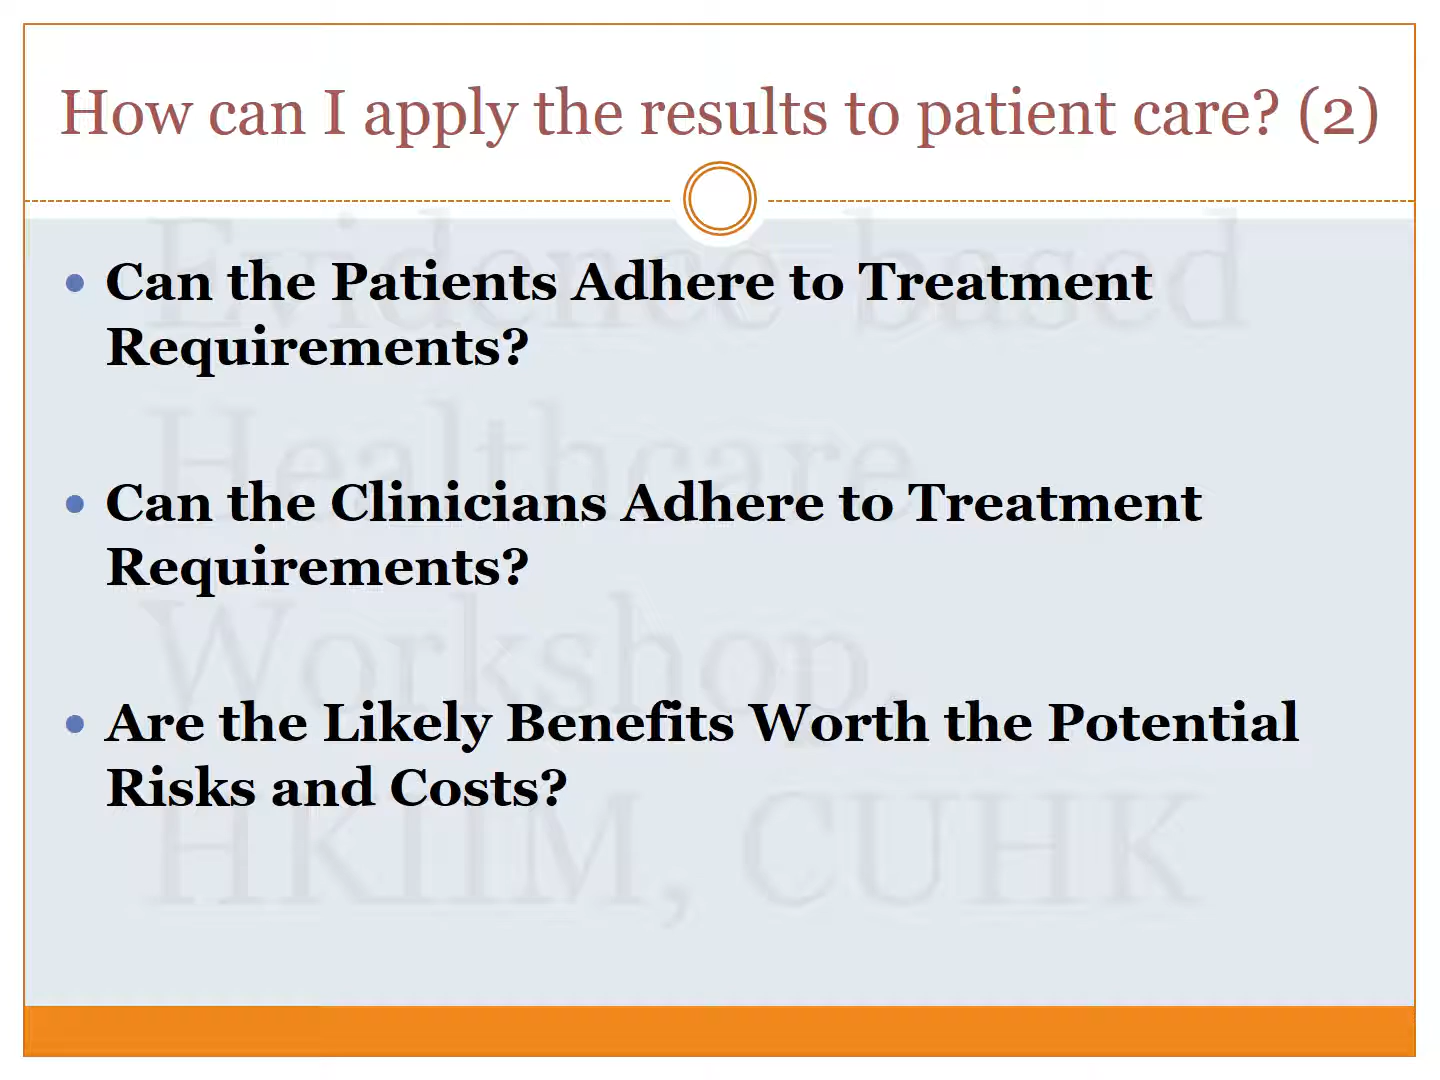 How can I apply the results to patient care? (2)
Can the Patients Adhere to Treatment
Requirements?
Can the Clinicians Adhere to Treatment
Requirements?
Are the Likely Benefits Worth the Potential
Risks and Costs?
Evidence based
Healthcare
Workshop,
HKIIM, CUHK